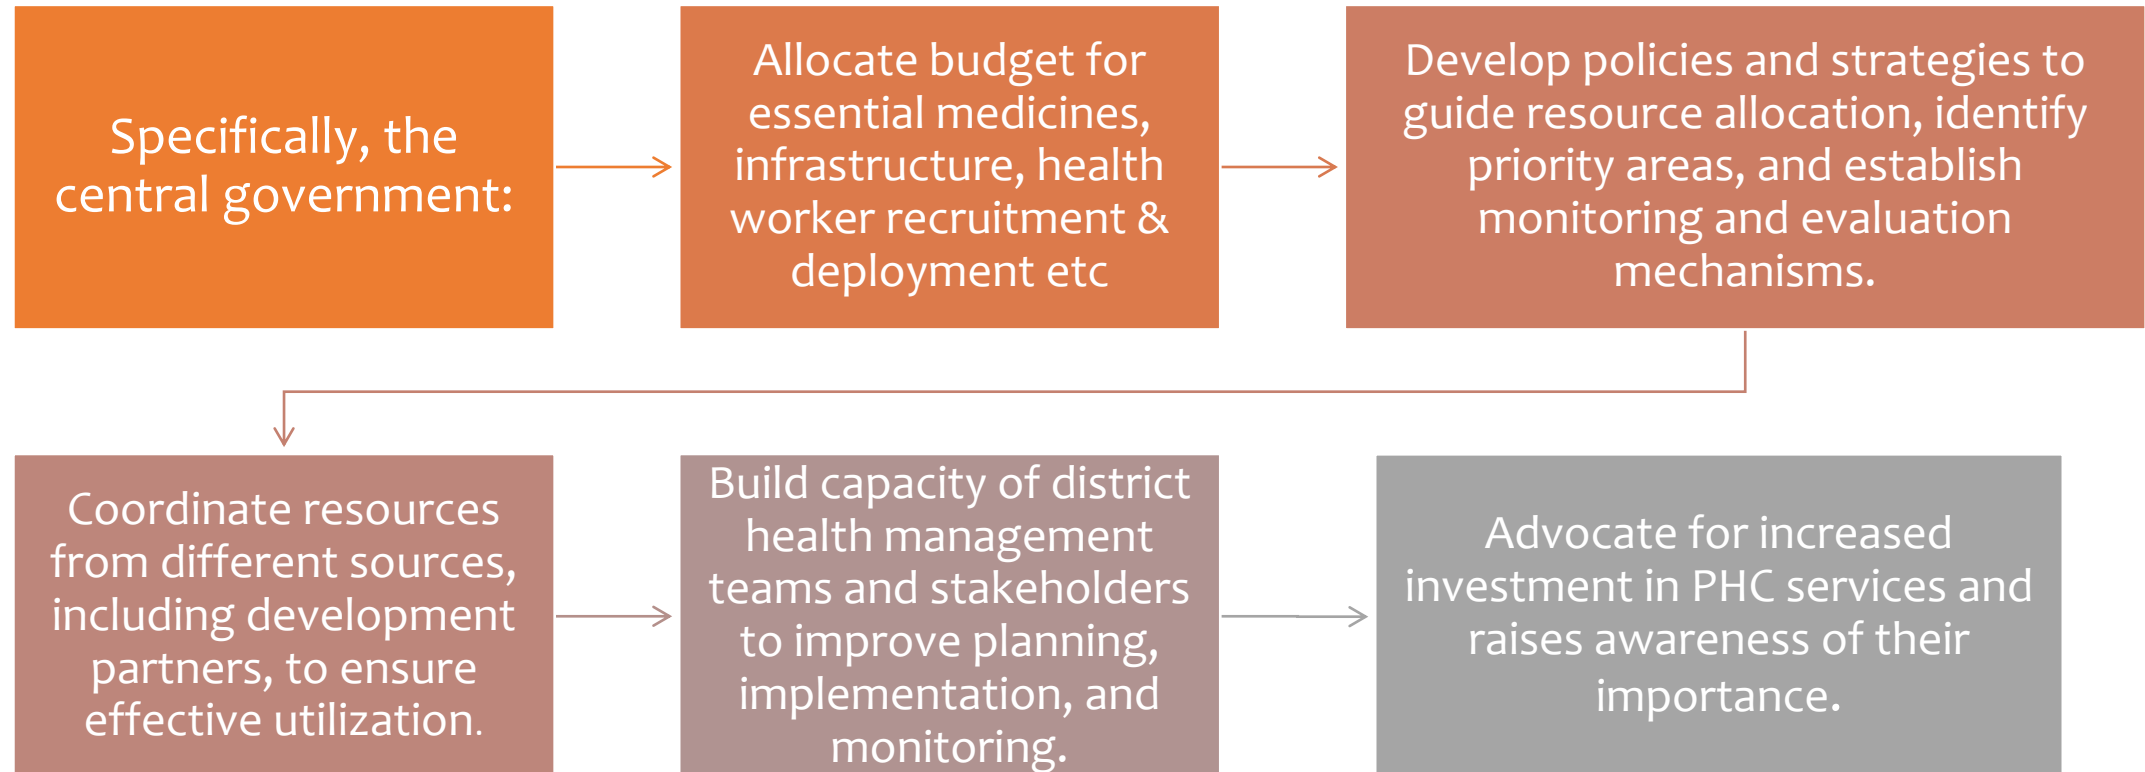 Specifically, the
central government:
Allocate budget for
essential medicines,
infrastructure, health
worker recruitment &
deployment etc
Develop policies and strategies to
guide resource allocation, identify
priority areas, and establish
monitoring and evaluation
mechanisms.
Coordinate resources
from different sources,
including development
partners, to ensure
effective utilization.
Build capacity of district
health management
teams and stakeholders
to improve planning,
implementation, and
monitoring.
Advocate for increased
investment in PHC services and
raises awareness of their
importance.